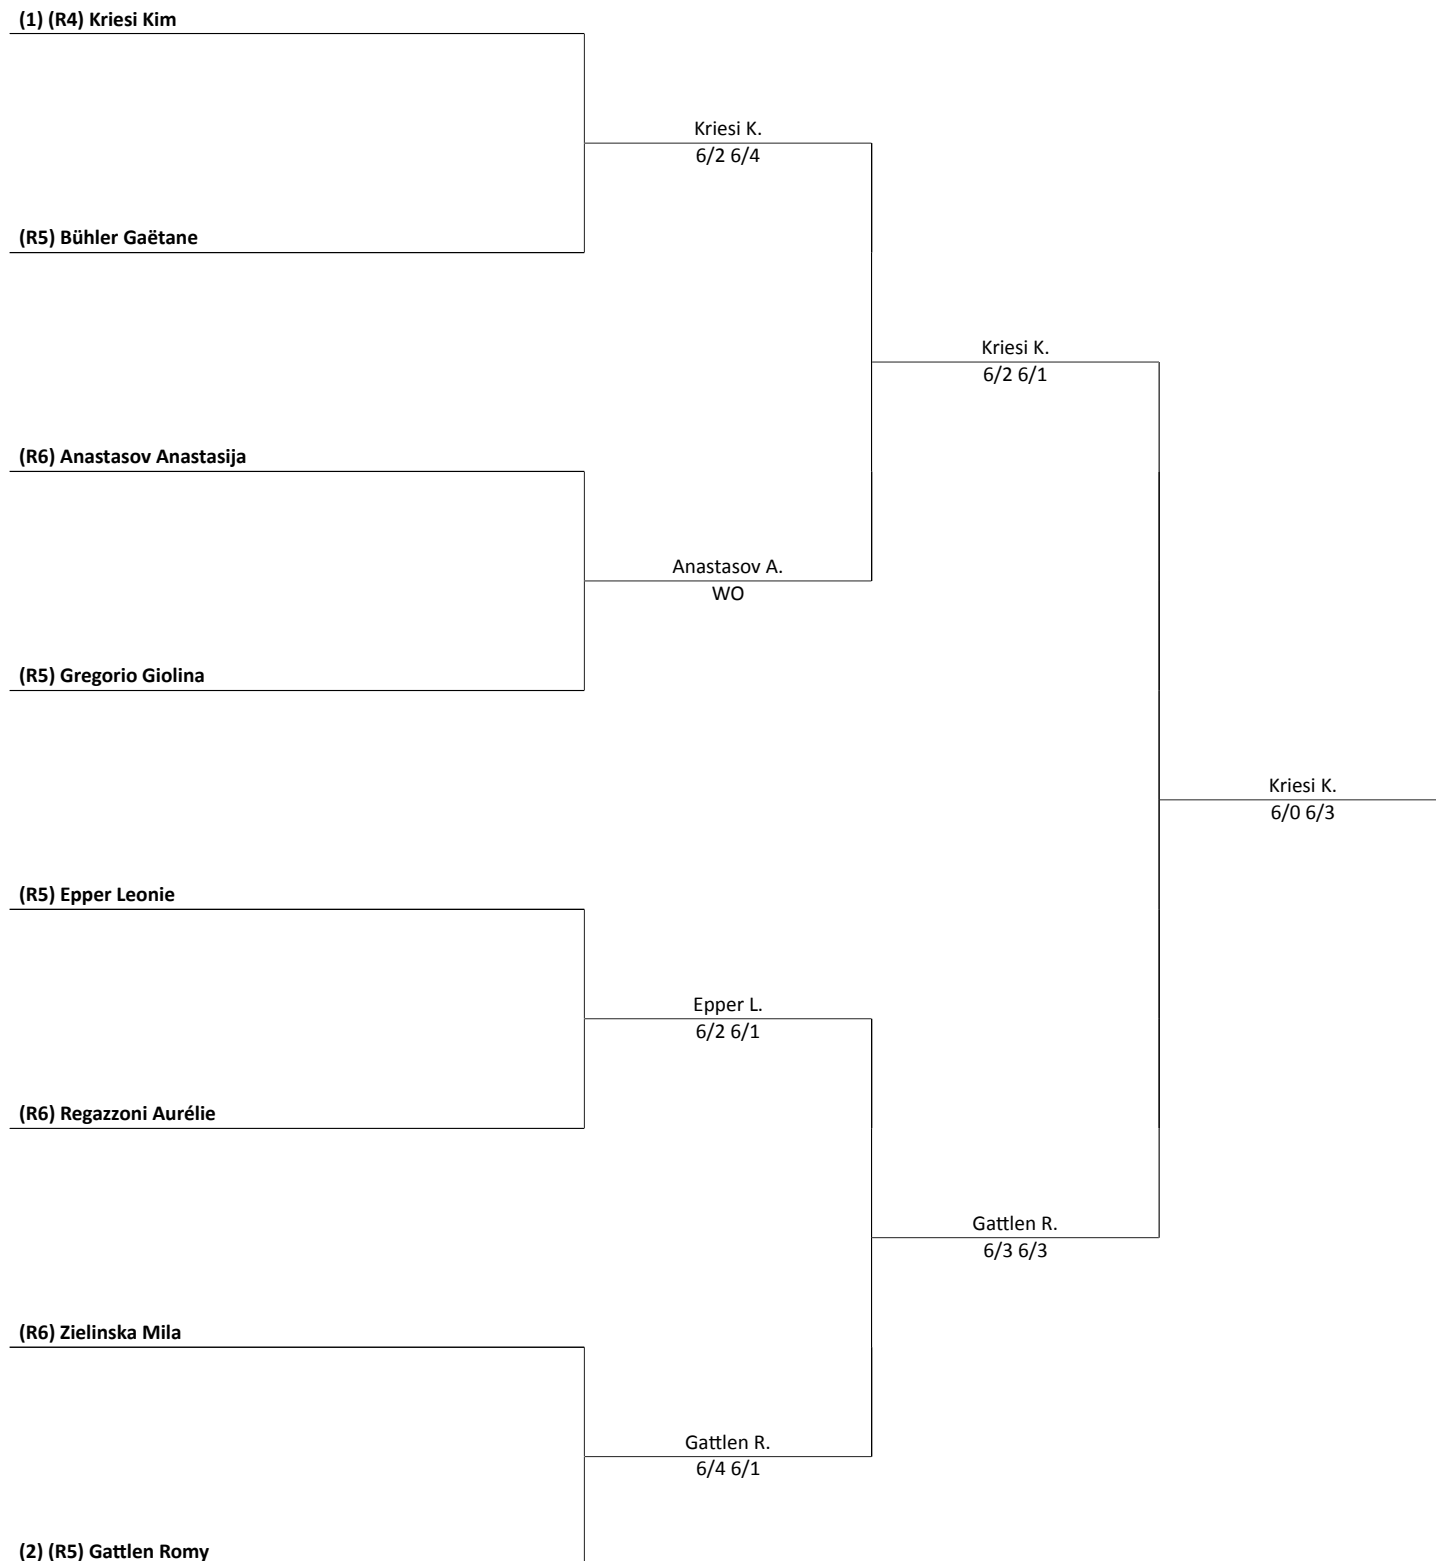 (1) (R4) Kriesi Kim
Kriesi K.
6/2 6/4
(R5) Bühler Gaëtane
Kriesi K.
6/2 6/1
(R6) Anastasov Anastasija
Anastasov A.
WO
(R5) Gregorio Giolina
Kriesi K.
6/0 6/3
(R5) Epper Leonie
Epper L.
6/2 6/1
(R6) Regazzoni Aurélie
Gattlen R.
6/3 6/3
(R6) Zielinska Mila
Gattlen R.
6/4 6/1
(2) (R5) Gattlen Romy